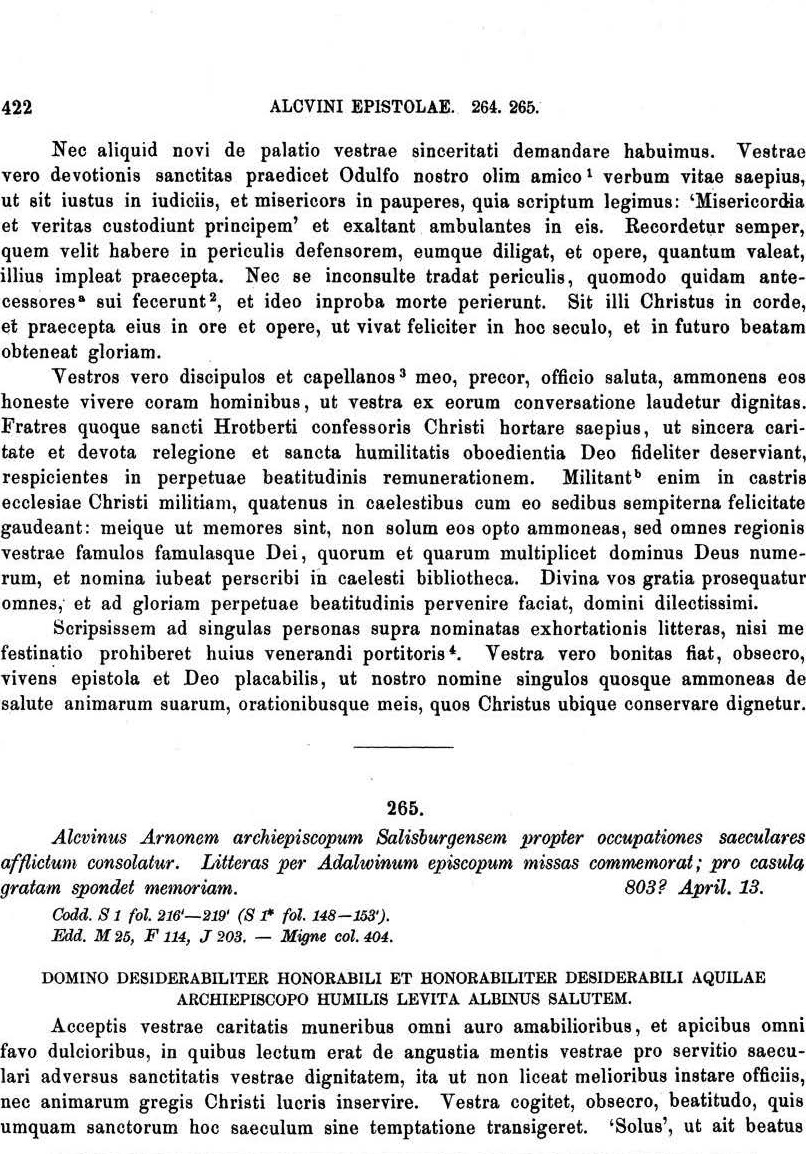 422 ALCVINI EPISTOLAE. 264. 265.
Nec aliquid novi de palatio vestrae sinceritati demandare habuimus. Vestrae
vero devotionis sanctitas praedicet Odulfo nostro olim amico¹ verbum vitae saepius,
ut sit iustus in iudiciis, et misericors in pauperes, quia scriptum legimus: ‘Misericordia
et veritas custodiunt principem’ et exaltant ambulantes in eis. Recordetur semper,
quem velit habere in periculis defensorem, eumque diligat, et opere, quantum valeat,
illius impleat praecepta. Nec se inconsulte tradat periculis, quomodo quidam ante-
cessoresᵃ sui fecerunt², et ideo inproba morte perierunt. Sit illi Christus in corde,
et praecepta eius in ore et opere, ut vivat feliciter in hoc seculo, et in futuro beatam
obteneat gloriam.
Vestros vero discipulos et capellanos³ meo, precor, officio saluta, ammonens eos
honeste vivere coram hominibus, ut vestra ex eorum conversatione laudetur dignitas.
Fratres quoque sancti Hrotberti confessoris Christi hortare saepius, ut sincera cari-
tate et devota relegione et sancta humilitatis oboedientia Deo fideliter deserviant,
respicientes in perpetuae beatitudinis remunerationem. Militantᵇ enim in castris
ecclesiae Christi militiam, quatenus in caelestibus cum eo sedibus sempiterna felicitate
gaudeant: meique ut memores sint, non solum eos opto ammoneas, sed omnes regionis
vestrae famulos famulasque Dei, quorum et quarum multiplicet dominus Deus nume-
rum, et nomina iubeat perscribi in caelesti bibliotheca. Divina vos gratia prosequatur
omnes, et ad gloriam perpetuae beatitudinis pervenire faciat, domini dilectissimi.
Scripsissem ad singulas personas supra nominatas exhortationis litteras, nisi me
festinatio prohiberet huius venerandi portitoris⁴. Vestra vero bonitas fiat, obsecro,
vivens epistola et Deo placabilis, ut nostro nomine singulos quosque ammoneas de
salute animarum suarum, orationibusque meis, quos Christus ubique conservare dignetur.
265.
Alcvinus Arnonem archiepiscopum Salisburgensem propter occupationes saeculares
afflictum consolatur. Litteras per Adalwinum episcopum missas commemorat; pro casula
gratam spondet memoriam. 803? April. 13.
Codd. S 1 fol. 216'—219' (S 1* fol. 148—153').
Edd. M 25, F 114, J 203. — Migne col. 404.
DOMINO DESIDERABILITER HONORABILI ET HONORABILITER DESIDERABILI AQUILAE
ARCHIEPISCOPO HUMILIS LEVITA ALBINUS SALUTEM.
Acceptis vestrae caritatis muneribus omni auro amabilioribus, et apicibus omni
favo dulcioribus, in quibus lectum erat de angustia mentis vestrae pro servitio saecu-
lari adversus sanctitatis vestrae dignitatem, ita ut non liceat melioribus instare officiis,
nec animarum gregis Christi lucris inservire. Vestra cogitet, obsecro, beatitudo, quis
umquam sanctorum hoc saeculum sine temptatione transigeret. ‘Solus’, ut ait beatus